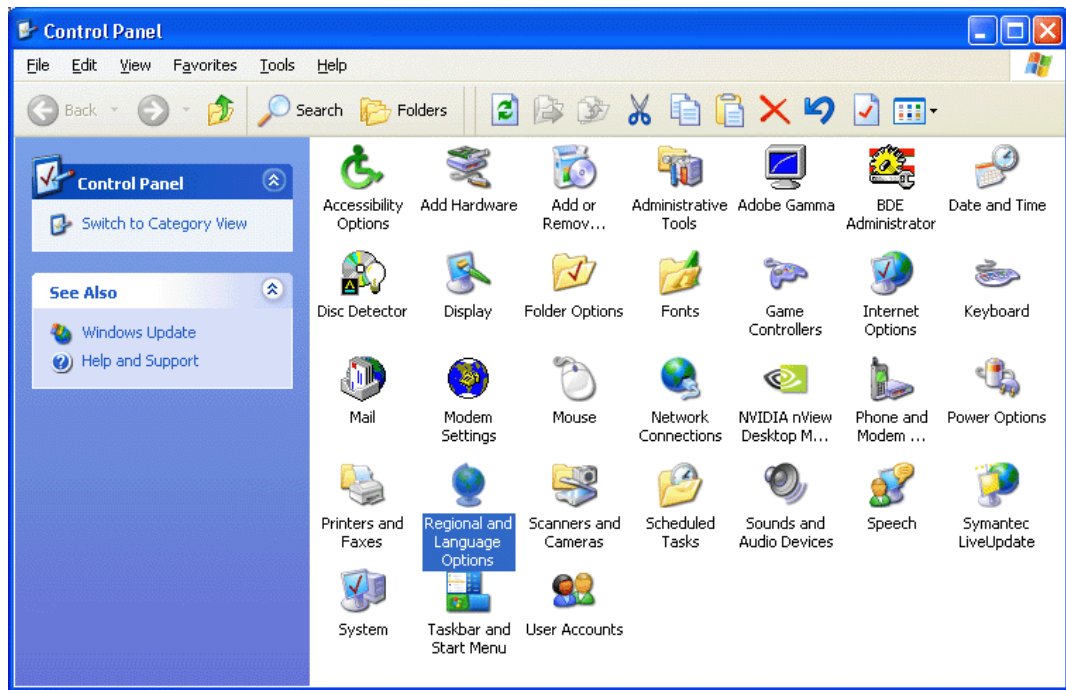 Control Panel
File Edit View Favorites Tools Help
Back Search Folders
Control Panel
Switch to Category View
See Also
Windows Update
Help and Support
Accessibility Options
Add Hardware
Add or Remov...
Administrative Tools
Adobe Gamma
BDE Administrator
Date and Time
Disc Detector
Display
Folder Options
Fonts
Game Controllers
Internet Options
Keyboard
Mail
Modem Settings
Mouse
Network Connections
NVIDIA nView Desktop M...
Phone and Modem ...
Power Options
Printers and Faxes
Regional and Language Options
Scanners and Cameras
Scheduled Tasks
Sounds and Audio Devices
Speech
Symantec LiveUpdate
System
Taskbar and Start Menu
User Accounts